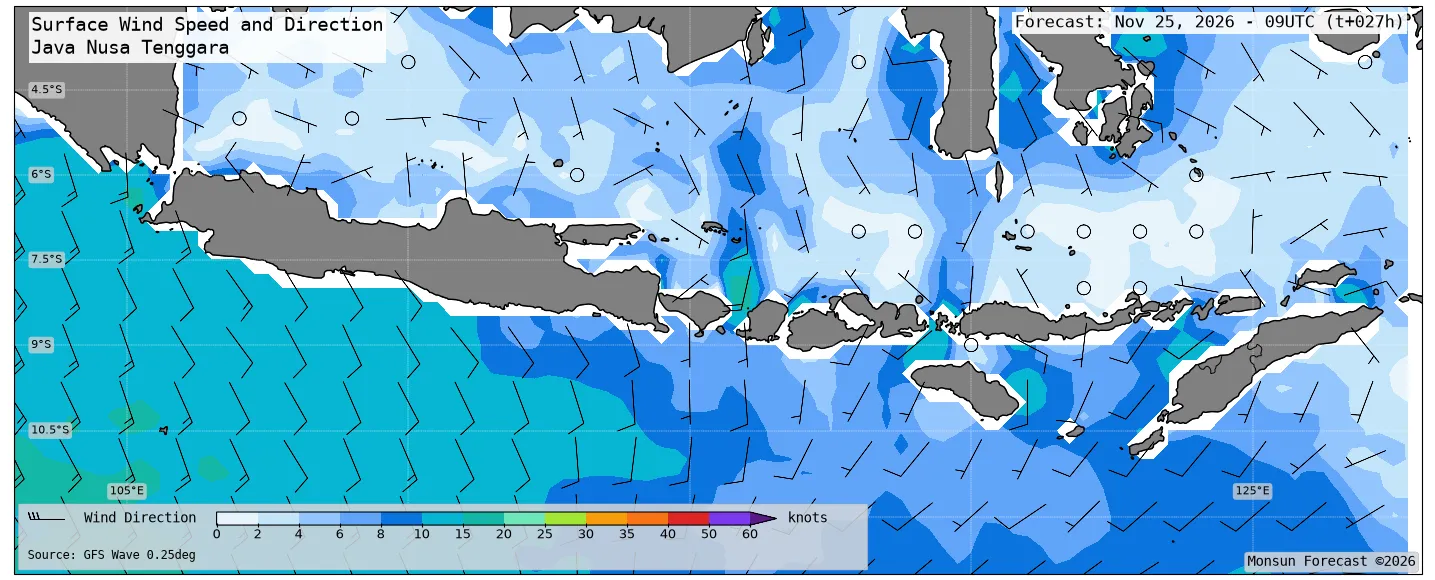 Surface Wind Speed and Direction
Java Nusa Tenggara
Forecast: Nov 25, 2026 - 09UTC (t+027h)
4.5°S
6°S
7.5°S
9°S
10.5°S
105°E
125°E
Wind Direction
0 2 4 6 8 10 15 20 25 30 35 40 50 60
knots
Source: GFS Wave 0.25deg
Monsun Forecast ©2026